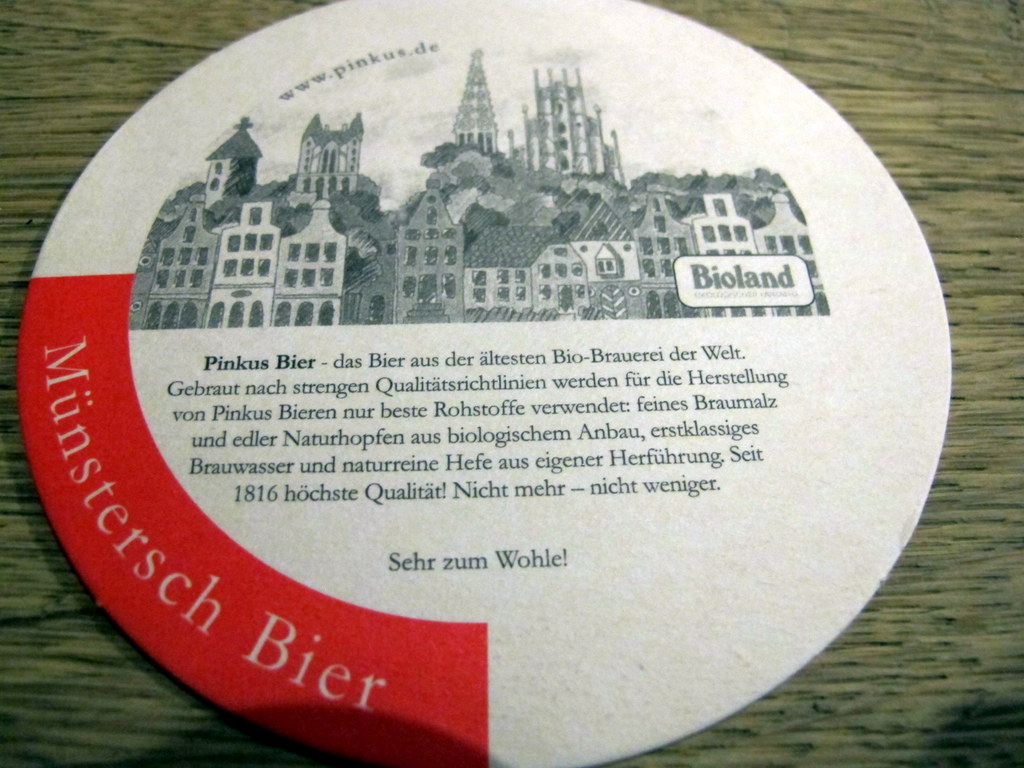 www.pinkus.de
Bioland
Pinkus Bier - das Bier aus der ältesten Bio-Brauerei der Welt.
Gebraut nach strengen Qualitätsrichtlinien werden für die Herstellung
von Pinkus Bieren nur beste Rohstoffe verwendet: feines Braumalz
und edler Naturhopfen aus biologischem Anbau, erstklassiges
Brauwasser und naturreine Hefe aus eigener Herführung. Seit
1816 höchste Qualität! Nicht mehr – nicht weniger.
Sehr zum Wohle!
Münstersch Bier